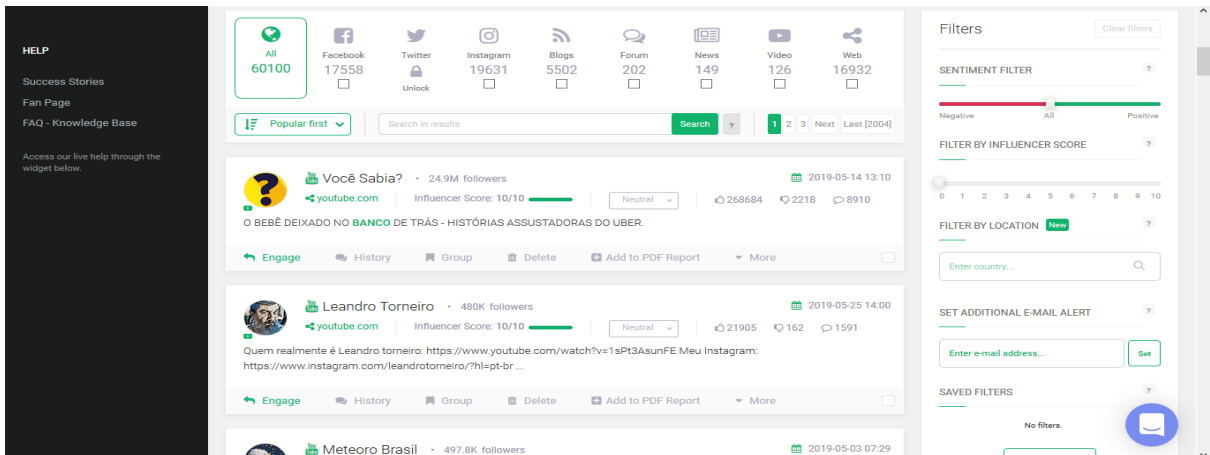 HELP
Success Stories
Fan Page
FAQ - Knowledge Base
Access our live help through the
widget below.
All
60100
Facebook
17558
Twitter
Unlock
Instagram
19631
Blogs
5502
Forum
202
News
149
Video
126
Web
16932
Popular first
Search in results
Search
?
1 2 3 Next Last [2004]
You Tube Você Sabia? • 24.9M followers
2019-05-14 13:10
youtube.com Influencer Score: 10/10 Neutral 268684 2218 8910
O BEBÊ DEIXADO NO BANCO DE TRÁS - HISTÓRIAS ASSUSTADORAS DO UBER.
Engage History Group Delete Add to PDF Report More
You Tube Leandro Torneiro • 480K followers
2019-05-25 14:00
youtube.com Influencer Score: 10/10 Neutral 21905 162 1591
Quem realmente é Leandro torneiro: https://www.youtube.com/watch?v=1sPt3AsunFE Meu Instagram:
https://www.instagram.com/leandrotorneiro/?hl=pt-br ...
Engage History Group Delete Add to PDF Report More
You Tube Meteoro Brasil • 497.8K followers
2019-05-03 07:29
Filters
Clear filters
SENTIMENT FILTER ?
Negative All Positive
FILTER BY INFLUENCER SCORE ?
0 1 2 3 4 5 6 7 8 9 10
FILTER BY LOCATION New ?
Enter country...
SET ADDITIONAL E-MAIL ALERT ?
Enter e-mail address... Set
SAVED FILTERS ?
No filters.